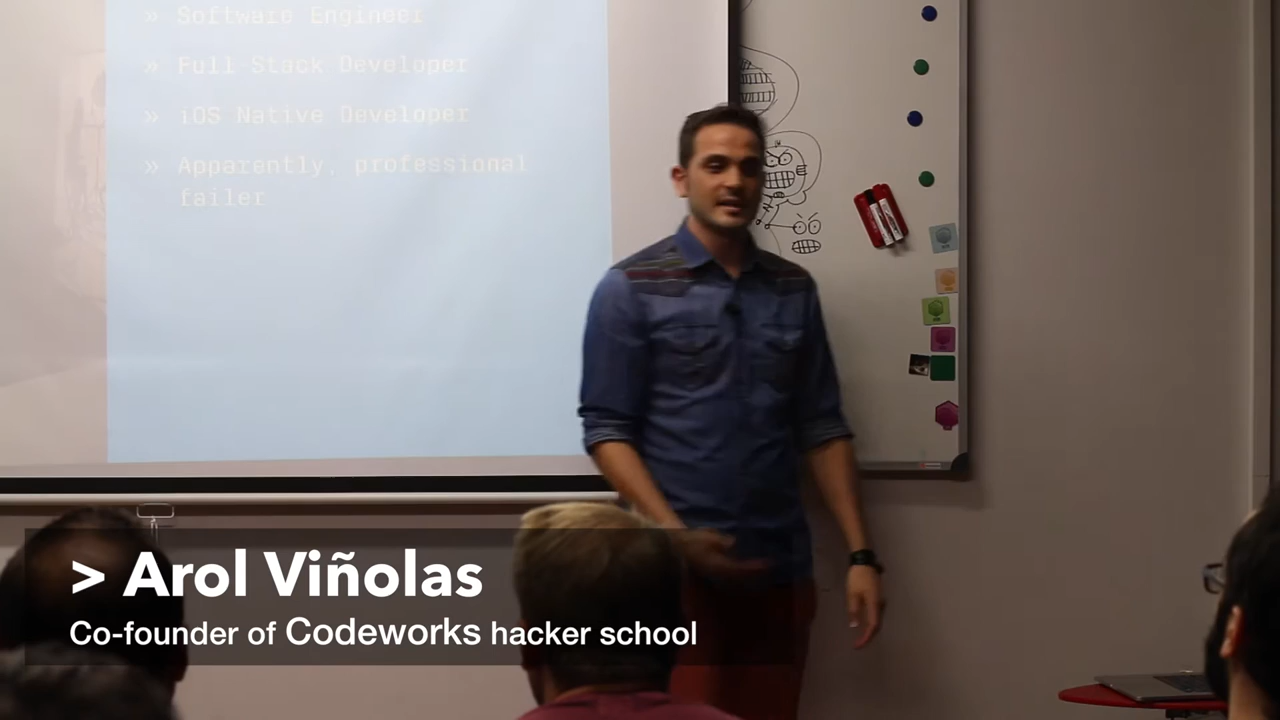 » Software Engineer
» Full-Stack Developer
» iOS Native Developer
» Apparently, professional
failer
> Arol Viñolas
Co-founder of Codeworks hacker school